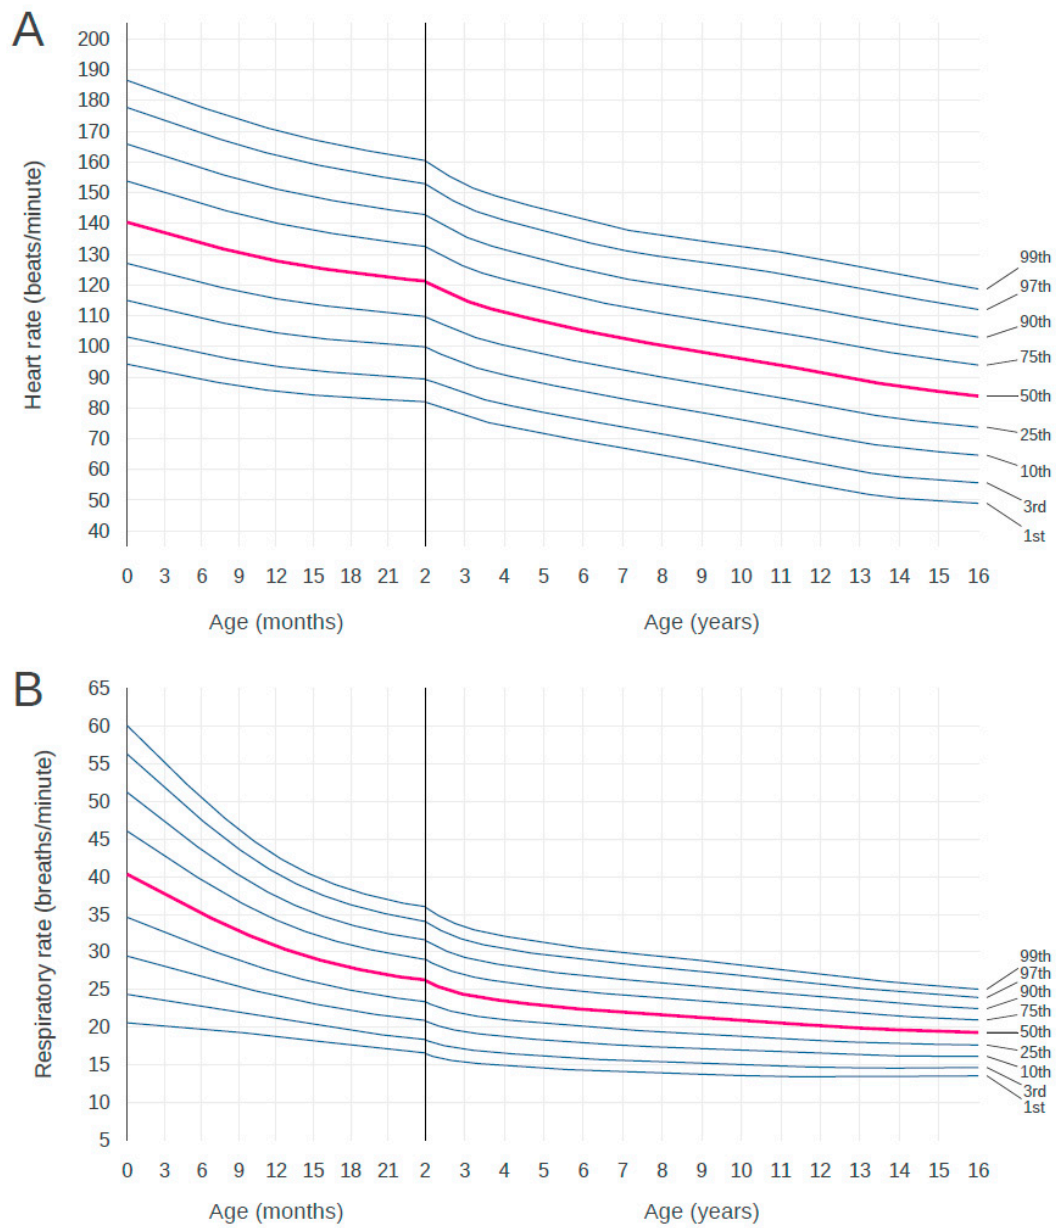 A
Heart rate (beats/minute)
200
190
180
170
160
150
140
130
120
110
100
90
80
70
60
50
40
99th
97th
90th
75th
50th
25th
10th
3rd
1st
0 3 6 9 12 15 18 21 2 3 4 5 6 7 8 9 10 11 12 13 14 15 16
Age (months) Age (years)
B
Respiratory rate (breaths/minute)
65
60
55
50
45
40
35
30
25
20
15
10
5
99th
97th
90th
75th
50th
25th
10th
3rd
1st
0 3 6 9 12 15 18 21 2 3 4 5 6 7 8 9 10 11 12 13 14 15 16
Age (months) Age (years)